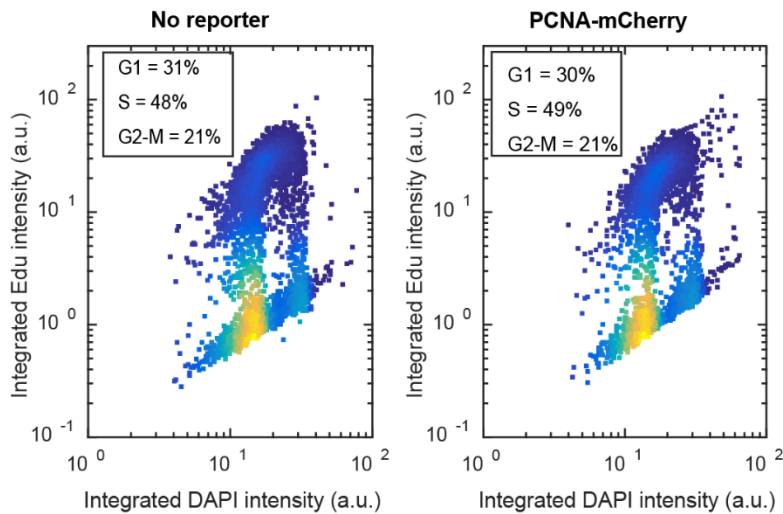 No reporter
G1 = 31%
S = 48%
G2-M = 21%
Integrated Edu intensity (a.u.)
10 2
10 1
10 0
10 -1
10 0
10 1
10 2
Integrated DAPI intensity (a.u.)
PCNA-mCherry
G1 = 30%
S = 49%
G2-M = 21%
Integrated Edu intensity (a.u.)
10 2
10 1
10 0
10 -1
10 0
10 1
10 2
Integrated DAPI intensity (a.u.)